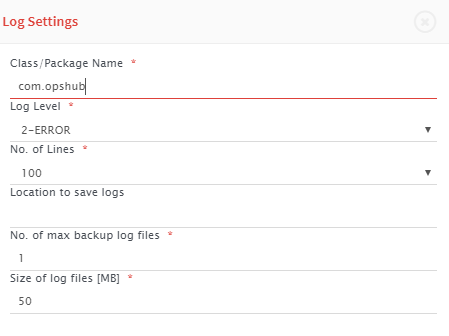 Log Settings
Class/Package Name *
com.opshub
Log Level *
2-ERROR
No. of Lines *
100
Location to save logs
No. of max backup log files *
1
Size of log files [MB] *
50